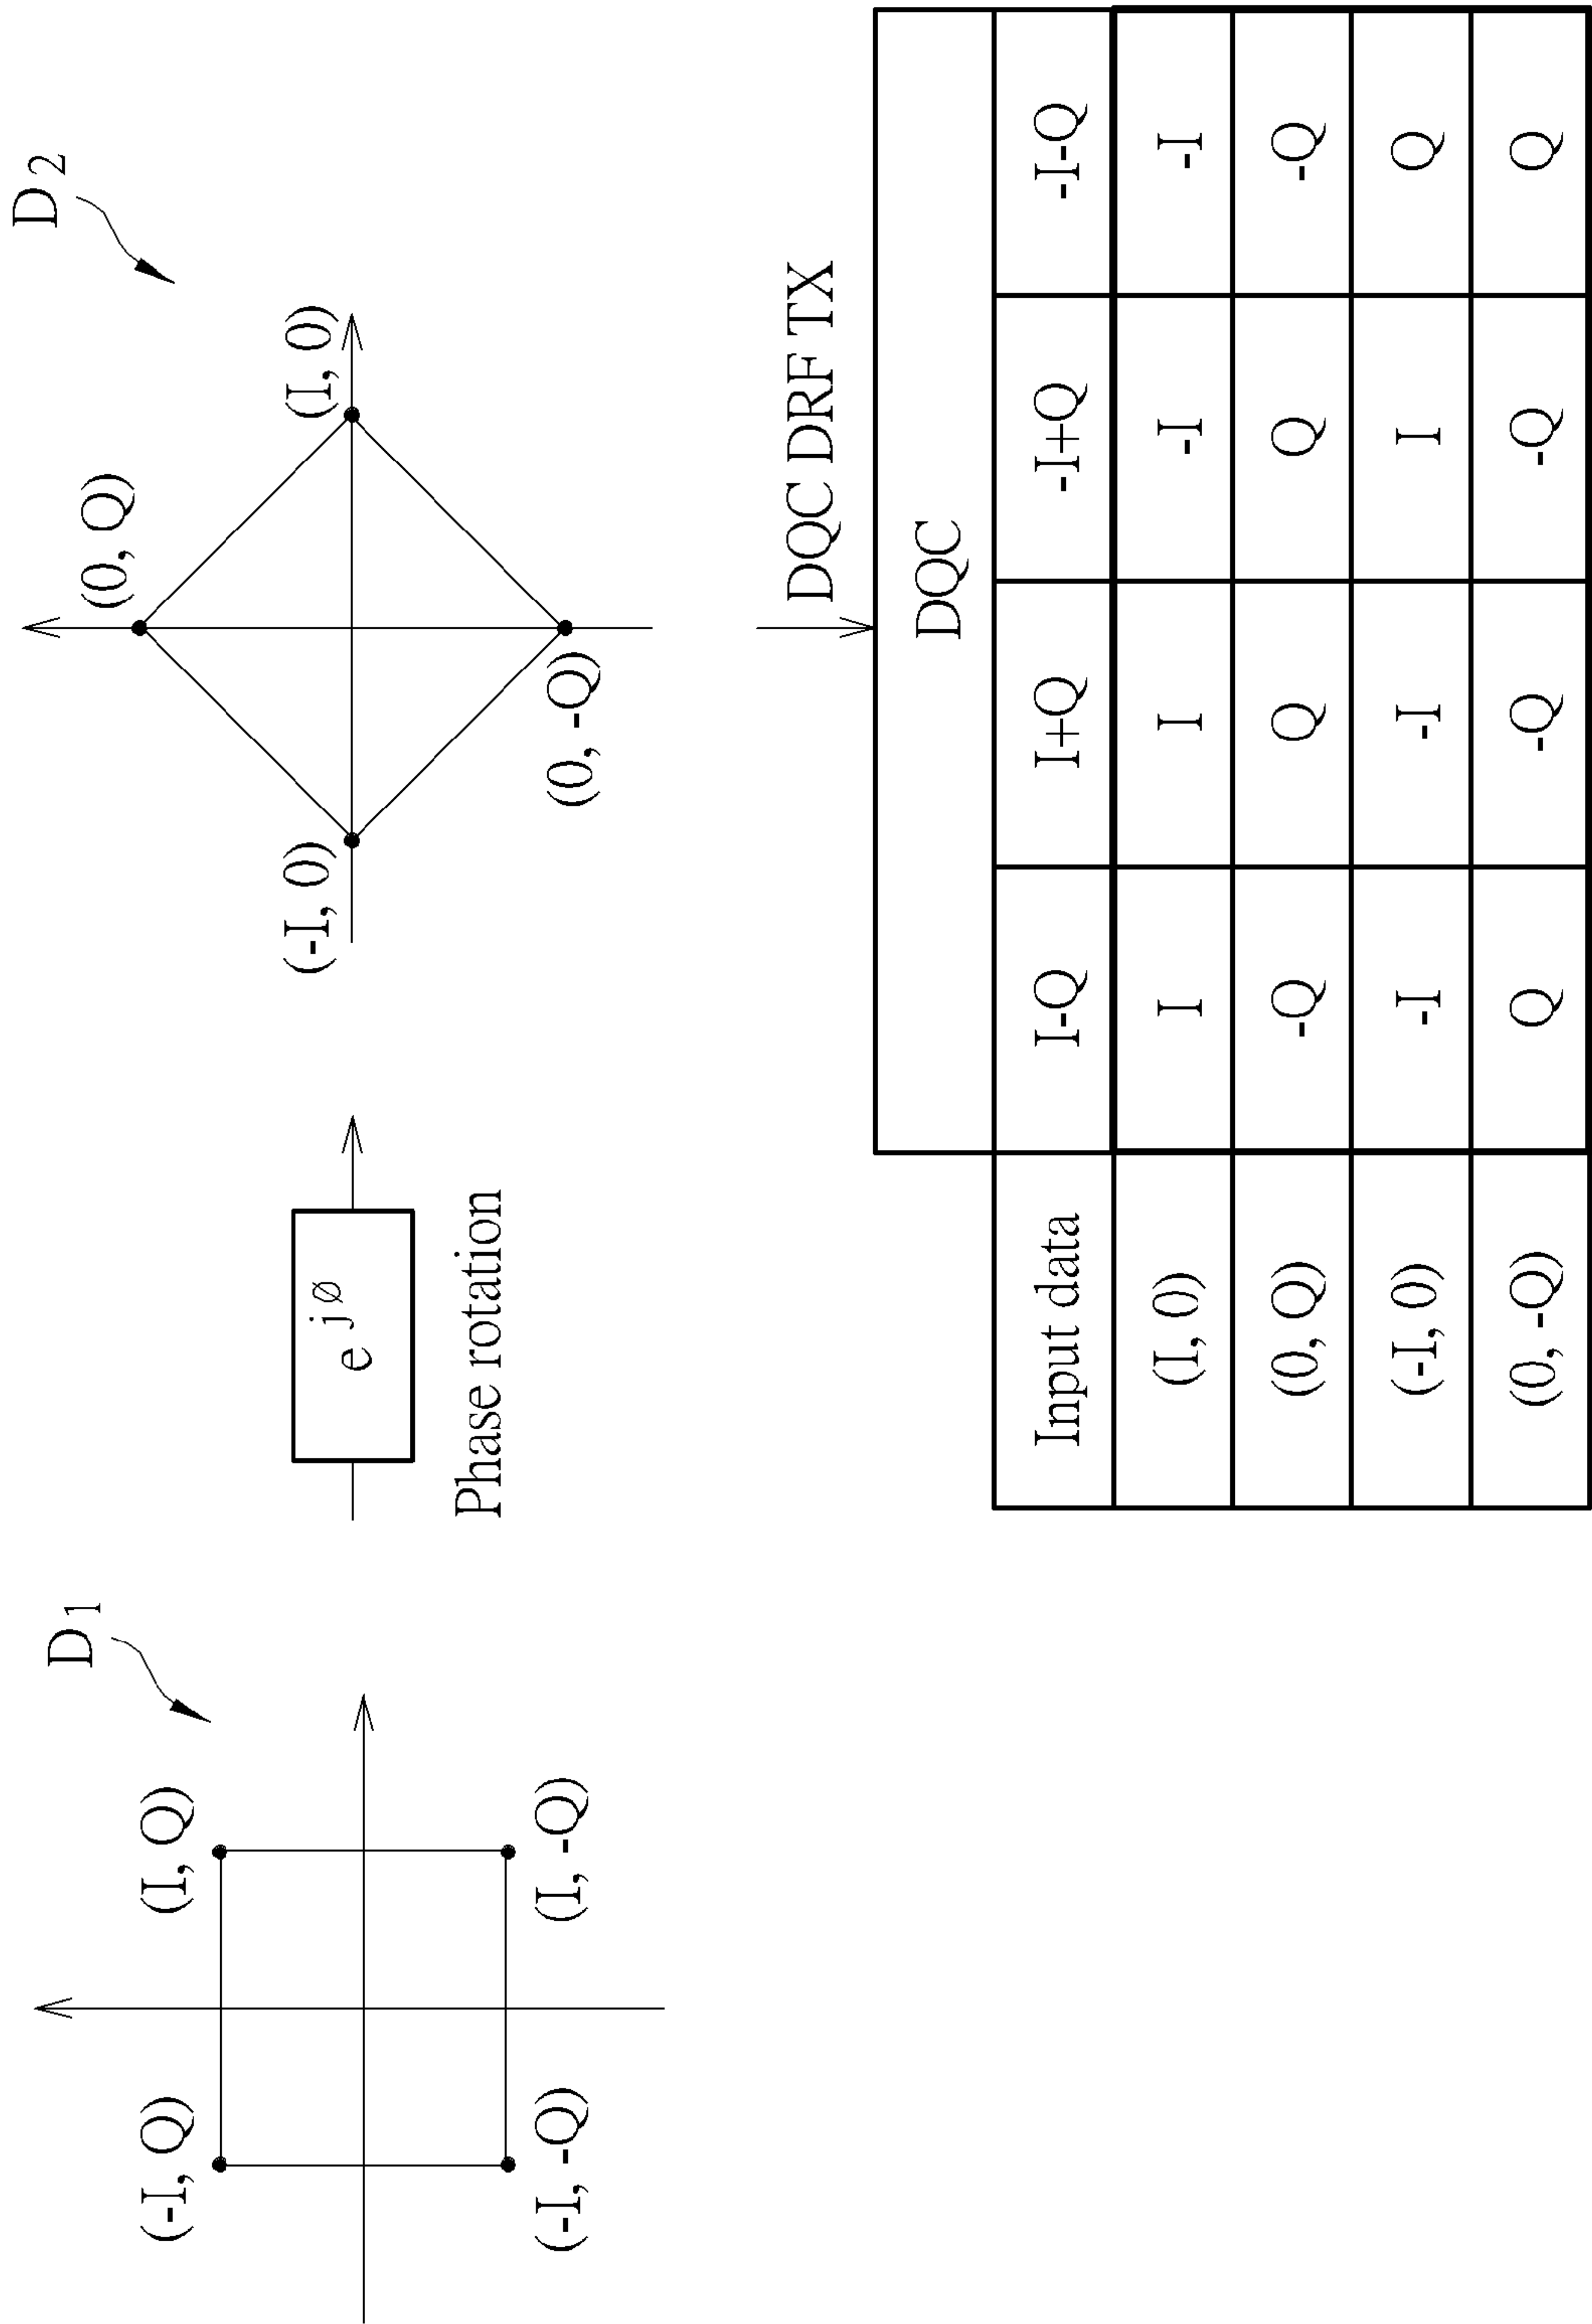 D1
(-I, Q)
(I, Q)
(-I, -Q)
(I, -Q)
e jø
Phase rotation
D2
(0, Q)
(-I, 0)
(I, 0)
(0, -Q)
DQC DRF TX
DQC
Input data I-Q I+Q -I+Q -I-Q
(I, 0) I I -I -I
(0, Q) -Q Q Q -Q
(-I, 0) -I -I I Q
(0, -Q) Q -Q -Q Q